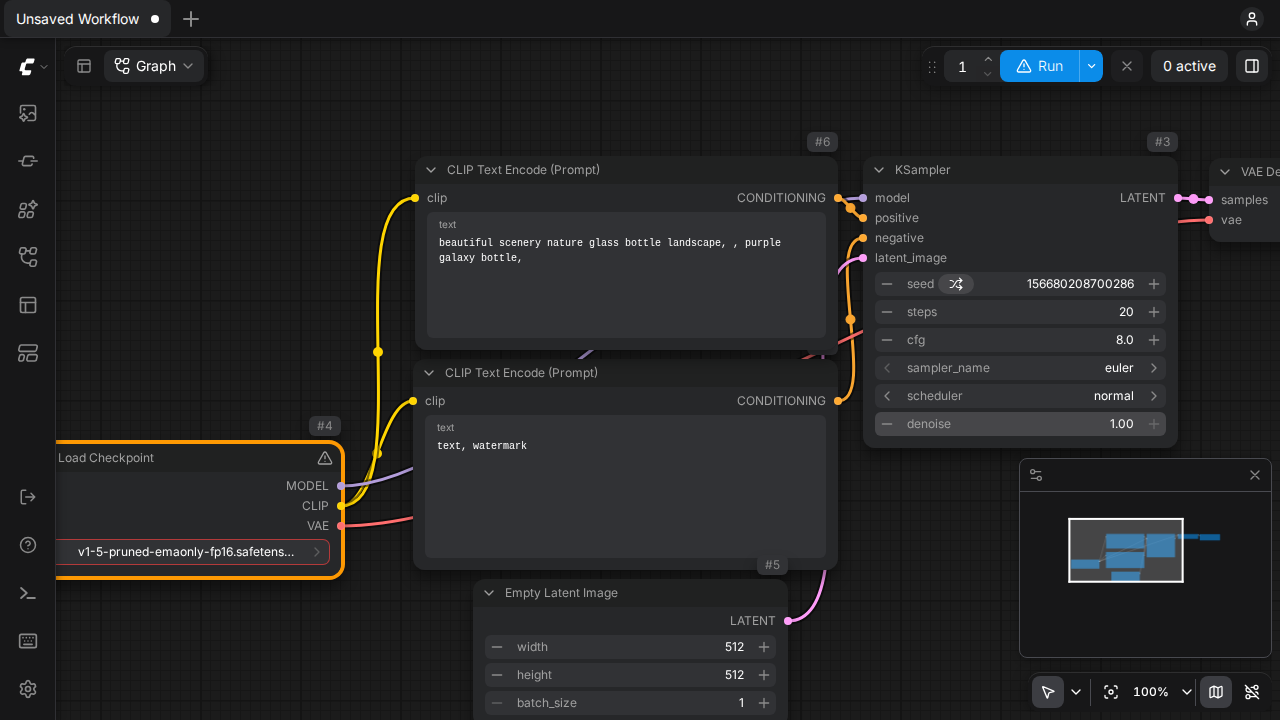 Unsaved Workflow
Graph
1
Run
0 active
#6
CLIP Text Encode (Prompt)
clip
CONDITIONING
text
beautiful scenery nature glass bottle landscape, , purple
galaxy bottle,
#3
KSampler
model
LATENT
positive
negative
latent_image
seed
156680208700286
steps
20
cfg
8.0
sampler_name
euler
scheduler
normal
denoise
1.00
VAE De
samples
vae
CLIP Text Encode (Prompt)
clip
CONDITIONING
text
text, watermark
#4
Load Checkpoint
MODEL
CLIP
VAE
v1-5-pruned-emaonly-fp16.safetens...
#5
Empty Latent Image
LATENT
width
512
height
512
batch_size
1
100%